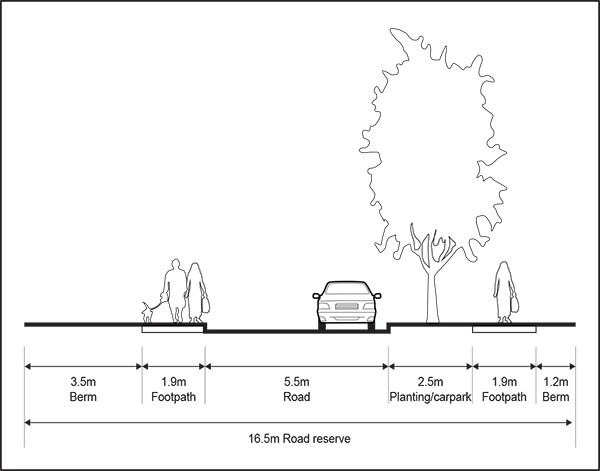 3.5m 1.9m 5.5m 2.5m 1.9m 1.2m
Berm Footpath Road Planting/carpark Footpath Berm
16.5m Road reserve